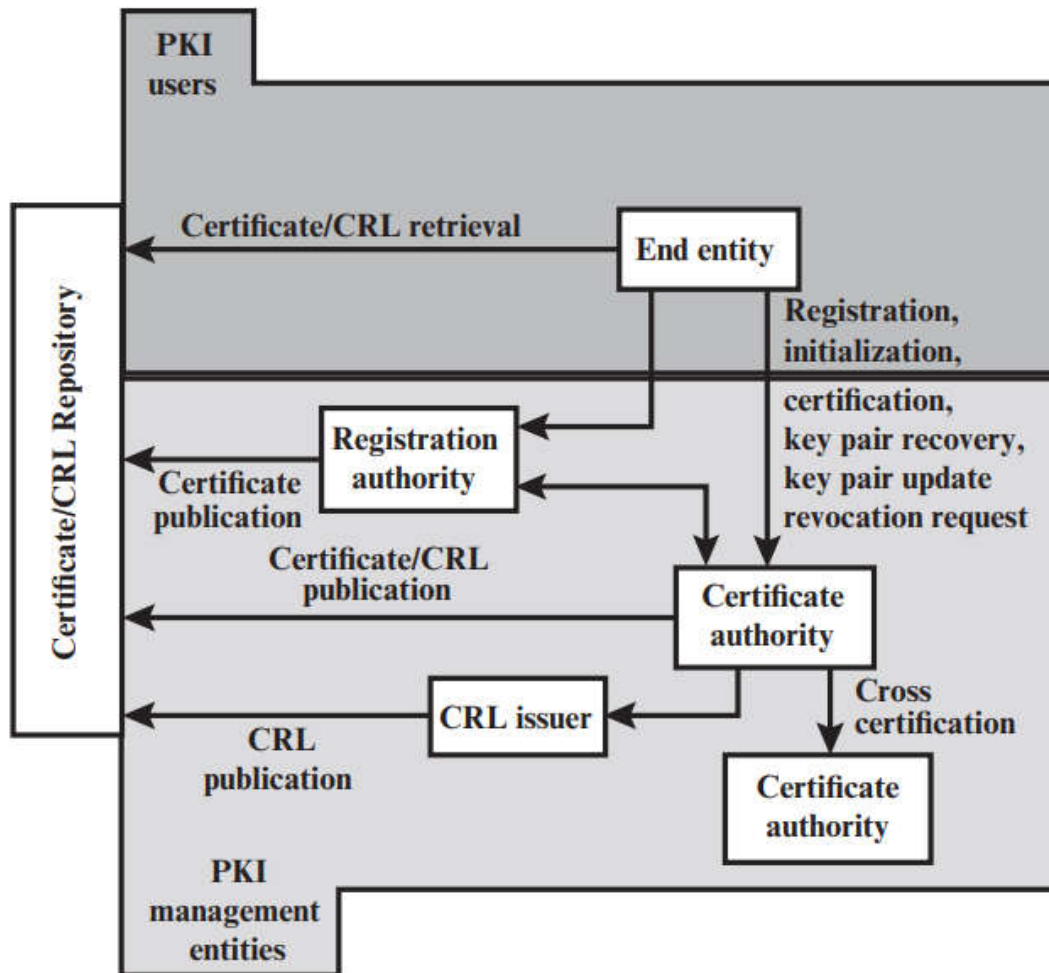 PKI
users
Certificate/CRL retrieval
End entity
Certificate/CRL Repository
Registration,
initialization,
certification,
key pair recovery,
key pair update
revocation request
Registration
authority
Certificate
publication
Certificate/CRL
publication
Certificate
authority
CRL issuer
Cross
certification
CRL
publication
Certificate
authority
PKI
management
entities